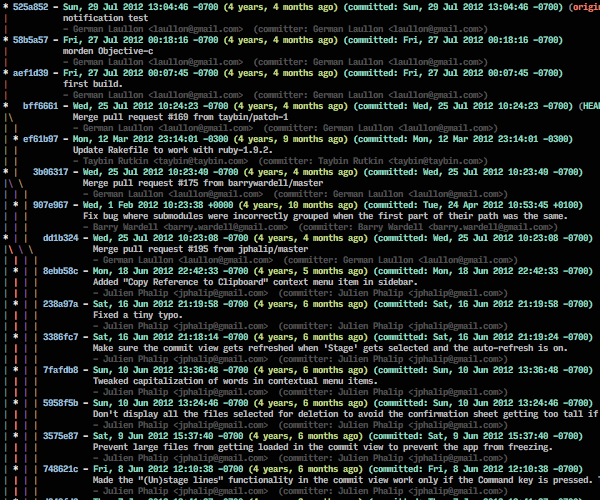 * 525a852 - Sun, 29 Jul 2012 13:04:46 -0700 (4 years, 4 months ago) (committed: Sun, 29 Jul 2012 13:04:46 -0700) (origin
notification test
- German Laullon <laullon@gmail.com> (committer: German Laullon <laullon@gmail.com>)
* 58b5a57 - Fri, 27 Jul 2012 00:18:16 -0700 (4 years, 4 months ago) (committed: Fri, 27 Jul 2012 00:18:16 -0700)
morden Objective-c
- German Laullon <laullon@gmail.com> (committer: German Laullon <laullon@gmail.com>)
* aef1d39 - Fri, 27 Jul 2012 00:07:45 -0700 (4 years, 4 months ago) (committed: Fri, 27 Jul 2012 00:07:45 -0700)
first build.
- German Laullon <laullon@gmail.com> (committer: German Laullon <laullon@gmail.com>)
* bff6661 - Wed, 25 Jul 2012 10:24:23 -0700 (4 years, 4 months ago) (committed: Wed, 25 Jul 2012 10:24:23 -0700) (HEA
Merge pull request #169 from taybin/patch-1
- German Laullon <laullon@gmail.com> (committer: German Laullon <laullon@gmail.com>)
* ef61b97 - Mon, 12 Mar 2012 23:14:01 -0300 (4 years, 9 months ago) (committed: Mon, 12 Mar 2012 23:14:01 -0300)
Update Rakefile to work with ruby-1.9.2.
- Taybin Rutkin <taybin@taybin.com> (committer: Taybin Rutkin <taybin@taybin.com>)
* 3b06317 - Wed, 25 Jul 2012 10:23:49 -0700 (4 years, 4 months ago) (committed: Wed, 25 Jul 2012 10:23:49 -0700)
Merge pull request #175 from barrywardell/master
- German Laullon <laullon@gmail.com> (committer: German Laullon <laullon@gmail.com>)
* 907e967 - Wed, 1 Feb 2012 10:23:38 +0000 (4 years, 10 months ago) (committed: Tue, 24 Apr 2012 10:53:45 +0100)
Fix bug where submodules were incorrectly grouped when the first part of their path was the same.
- Barry Wardell <barry.wardell@gmail.com> (committer: Barry Wardell <barry.wardell@gmail.com>)
* dd1b324 - Wed, 25 Jul 2012 10:23:08 -0700 (4 years, 4 months ago) (committed: Wed, 25 Jul 2012 10:23:08 -0700)
Merge pull request #195 from jphalip/master
- German Laullon <laullon@gmail.com> (committer: German Laullon <laullon@gmail.com>)
* 8ebb58c - Mon, 18 Jun 2012 22:42:33 -0700 (4 years, 5 months ago) (committed: Mon, 18 Jun 2012 22:42:33 -0700)
Added "Copy Reference to Clipboard" context menu item in sidebar.
- Julien Phalip <jphalip@gmail.com> (committer: Julien Phalip <jphalip@gmail.com>)
* 238a97a - Sat, 16 Jun 2012 21:19:58 -0700 (4 years, 6 months ago) (committed: Sat, 16 Jun 2012 21:19:58 -0700)
Fixed a tiny typo.
- Julien Phalip <jphalip@gmail.com> (committer: Julien Phalip <jphalip@gmail.com>)
* 3386fc7 - Sat, 16 Jun 2012 21:18:14 -0700 (4 years, 6 months ago) (committed: Sat, 16 Jun 2012 21:19:24 -0700)
Make sure the commit view gets refreshed when 'Stage' gets selected and the auto-refresh is on.
- Julien Phalip <jphalip@gmail.com> (committer: Julien Phalip <jphalip@gmail.com>)
* 7fafdb8 - Sun, 10 Jun 2012 13:36:48 -0700 (4 years, 6 months ago) (committed: Sun, 10 Jun 2012 13:36:48 -0700)
Tweaked capitalization of words in contextual menu items.
- Julien Phalip <jphalip@gmail.com> (committer: Julien Phalip <jphalip@gmail.com>)
* 5958f5b - Sun, 10 Jun 2012 13:24:46 -0700 (4 years, 6 months ago) (committed: Sun, 10 Jun 2012 13:24:46 -0700)
Don't display all the files selected for deletion to avoid the confirmation sheet getting too tall if
- Julien Phalip <jphalip@gmail.com> (committer: Julien Phalip <jphalip@gmail.com>)
* 3575e87 - Sat, 9 Jun 2012 15:37:40 -0700 (4 years, 6 months ago) (committed: Sat, 9 Jun 2012 15:37:40 -0700)
Prevent large files from getting loaded in the commit view to prevent the app from freezing.
- Julien Phalip <jphalip@gmail.com> (committer: Julien Phalip <jphalip@gmail.com>)
* 748621c - Fri, 8 Jun 2012 12:10:38 -0700 (4 years, 6 months ago) (committed: Fri, 8 Jun 2012 12:10:38 -0700)
Made the "(Un)stage lines" functionality in the commit view work only if the Command key is pressed.
- Julien Phalip <jphalip@gmail.com> (committer: Julien Phalip <jphalip@gmail.com>)